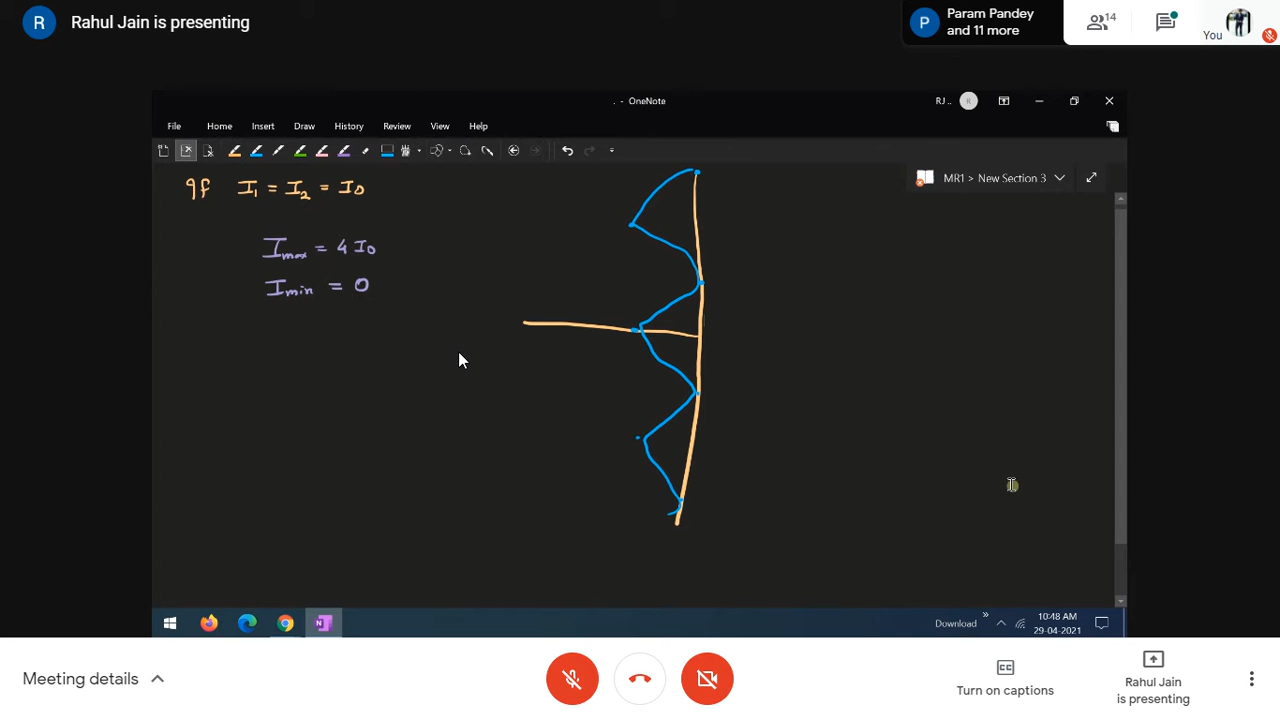 R Rahul Jain is presenting
P Param Pandey and 11 more
14
You
. - OneNote
RJ ..
File Home Insert Draw History Review View Help
MR1 > New Section 3
If I₁ = I₂ = I₀
Imax = 4 I₀
Imin = 0
Download
»
10:48 AM
29-04-2021
Meeting details
CC
Turn on captions
Rahul Jain
is presenting